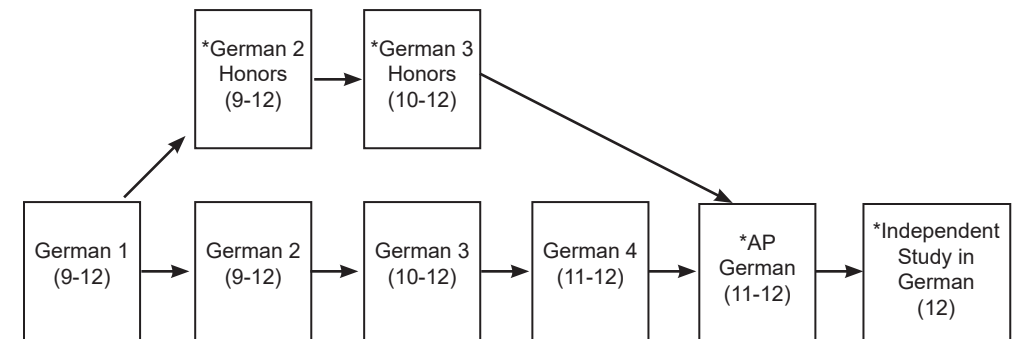 *German 2
Honors
(9-12)
*German 3
Honors
(10-12)
German 1
(9-12)
German 2
(9-12)
German 3
(10-12)
German 4
(11-12)
*AP
German
(11-12)
*Independent
Study in
German
(12)